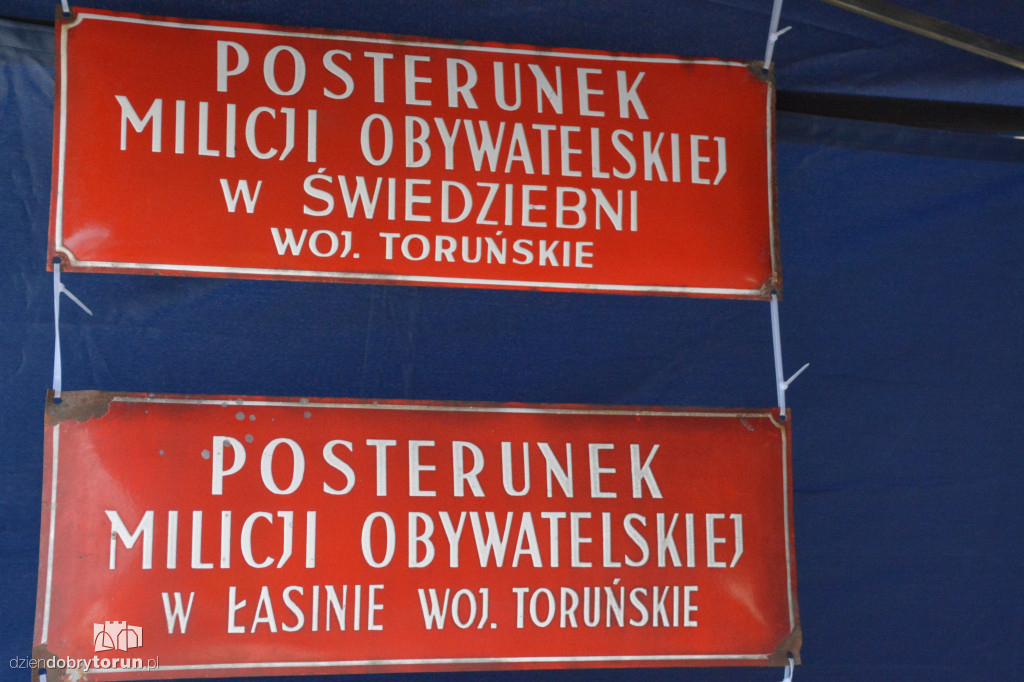 POSTERUNEK
MILICJI OBYWATELSKIEJ
W ŚWIEDZIEBNI
WOJ. TORUŃSKIE
POSTERUNEK
MILICJI OBYWATELSKIEJ
W ŁASINIE WOJ. TORUŃSKIE
dziendobrytorun.pl